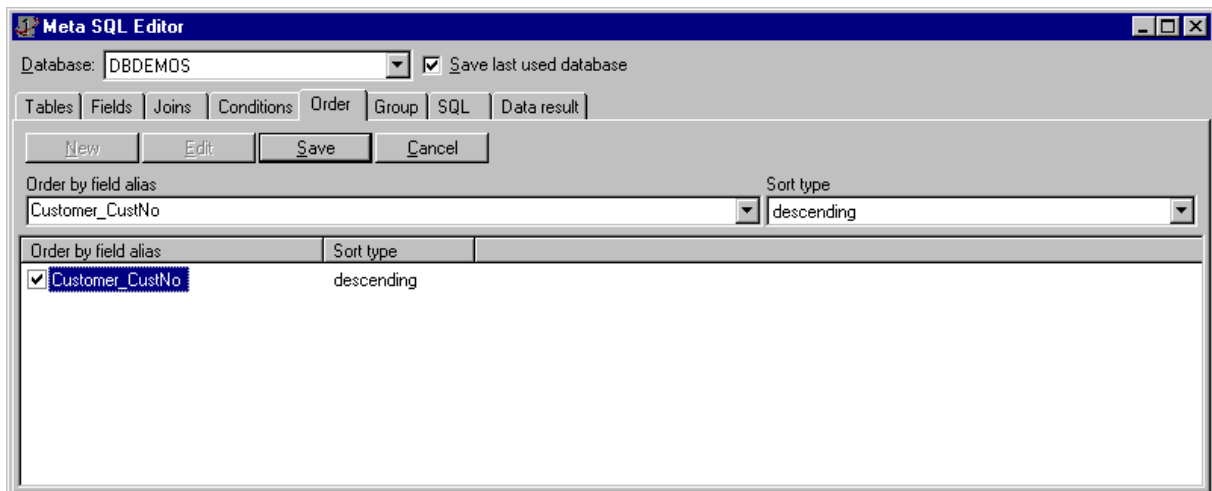 Meta SQL Editor
Database: DBDEMOS Save last used database
Tables Fields Joins Conditions Order Group SQL Data result
New Edit Save Cancel
Order by field alias Sort type
Customer_CustNo descending
Order by field alias Sort type
Customer_CustNo descending